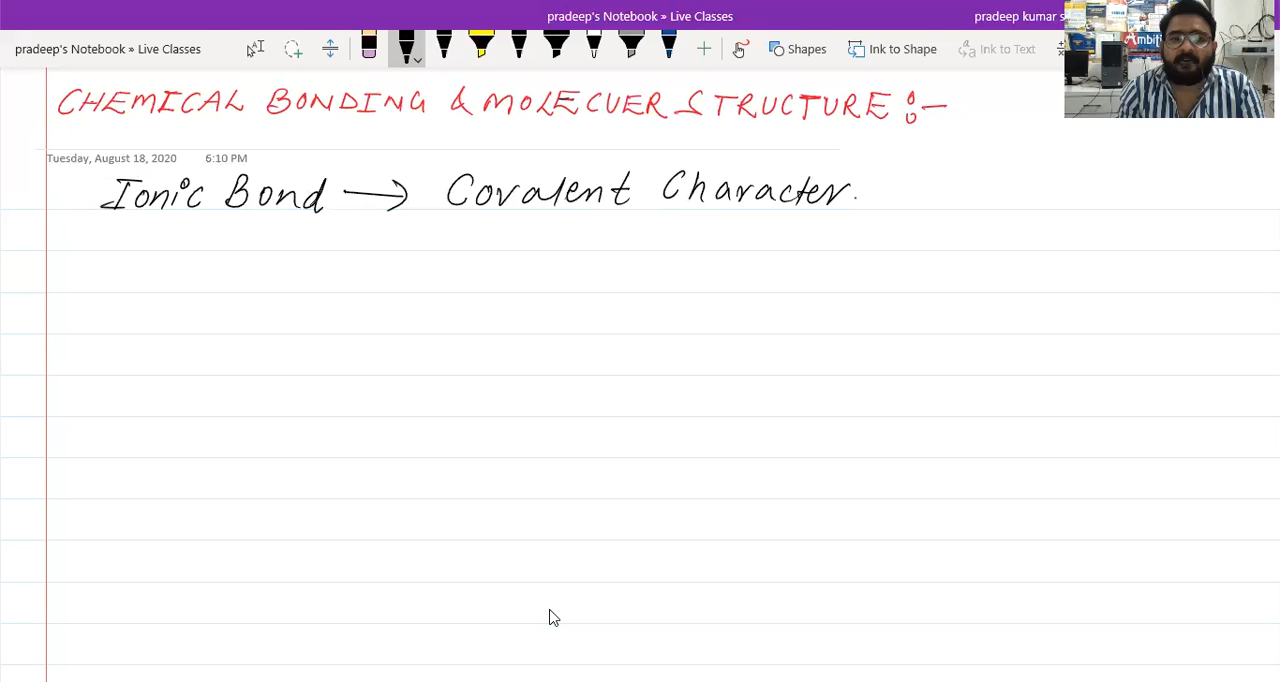 pradeep's Notebook » Live Classes
pradeep kumar s
pradeep's Notebook » Live Classes
Shapes
Ink to Shape
Ink to Text
Ambiti
CHEMICAL BONDING & MOLECUER STRUCTURE :-
Tuesday, August 18, 2020 6:10 PM
Ionic Bond → Covalent Character.